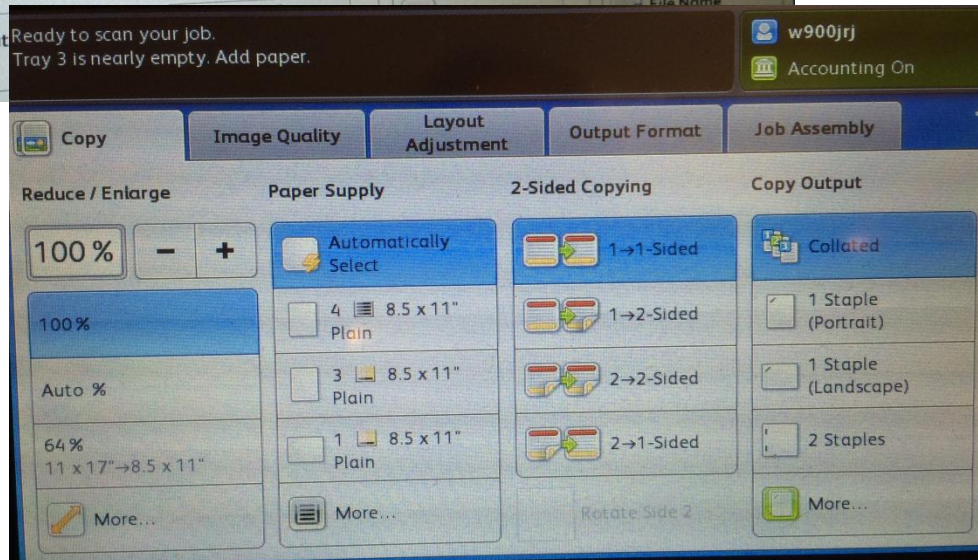 File Name
Ready to scan your job.
Tray 3 is nearly empty. Add paper.
w900jrj
Accounting On
Copy
Image Quality
Layout
Adjustment
Output Format
Job Assembly
Reduce / Enlarge
100%
-
+
100%
Auto %
64%
11 x 17"→8.5 x 11"
More...
Paper Supply
Automatically
Select
4 8.5 x 11"
Plain
3 8.5 x 11"
Plain
1 8.5 x 11"
Plain
More...
2-Sided Copying
1→1-Sided
1→2-Sided
2→2-Sided
2→1-Sided
Rotate Side 2
Copy Output
Collated
1 Staple
(Portrait)
1 Staple
(Landscape)
2 Staples
More...